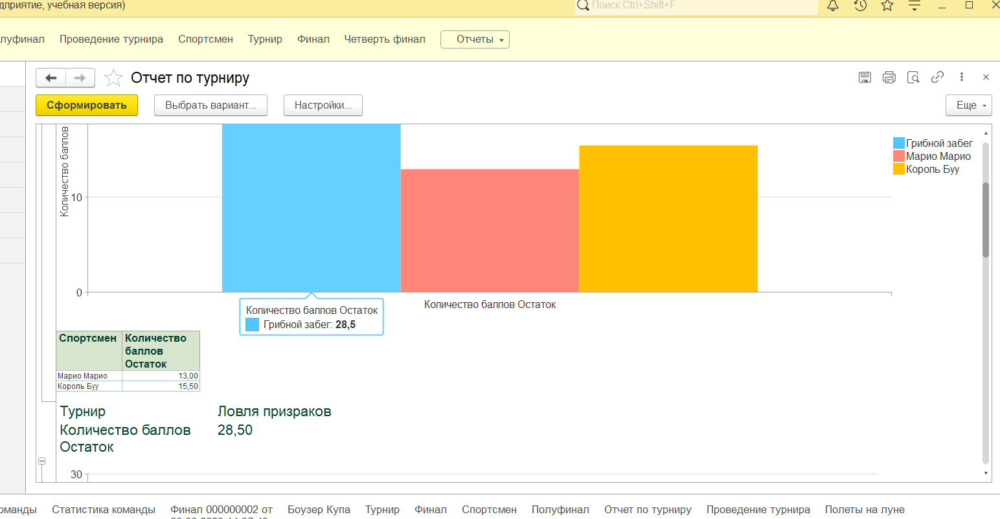 дприятие, учебная версия)
Поиск Ctrl+Shift+F
луфинал Проведение турнира Спортсмен Турнир Финал Четверть финал Отчеты
Отчет по турниру
Сформировать Выбрать вариант... Настройки... Еще
Количество баллов
10
0
Грибной забег
Марио Марио
Король Буу
Количество баллов Остаток
Количество баллов Остаток
Грибной забег: 28,5
Спортсмен Количество баллов Остаток
Марио Марио 13,00
Король Буу 15,50
Турнир Ловля призраков
Количество баллов 28,50
Остаток
30
оманды Статистика команды Финал 000000002 от Боузер Купа Турнир Финал Спортсмен Полуфинал Отчет по турниру Проведение турнира Полеты на луне